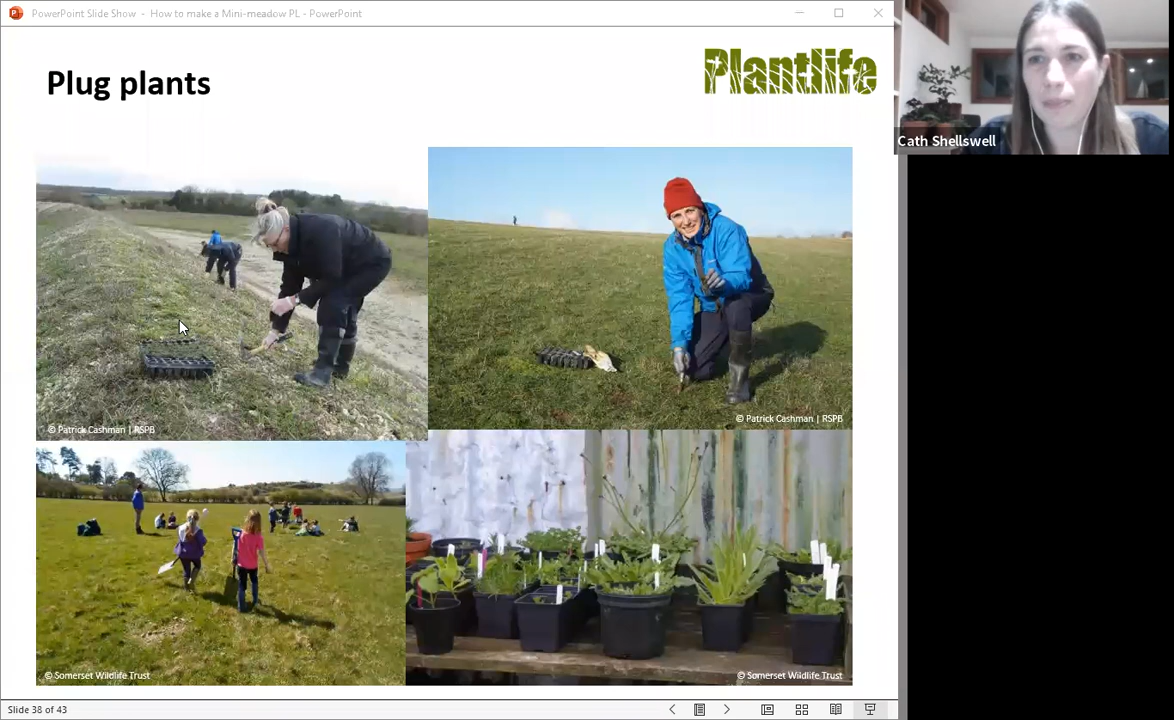 PowerPoint Slide Show - How to make a Mini-meadow PL - PowerPoint
Plug plants
Plantlife
Cath Shellswell
© Patrick Cashman | RSPB
© Patrick Cashman | RSPB
© Somerset Wildlife Trust
© Somerset Wildlife Trust
Slide 38 of 43